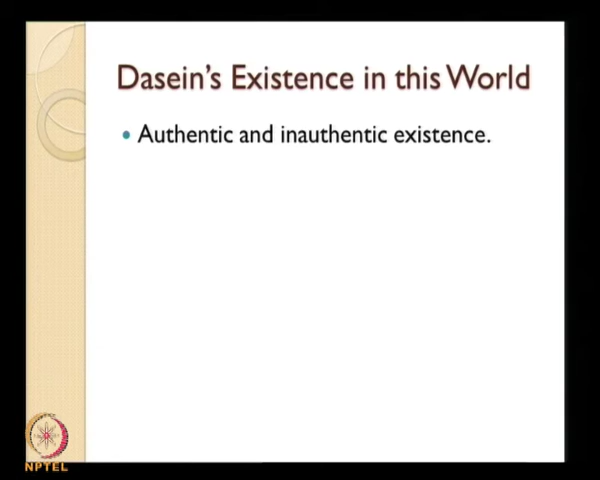 Dasein's Existence in this World
Authentic and inauthentic existence.
NPTEL